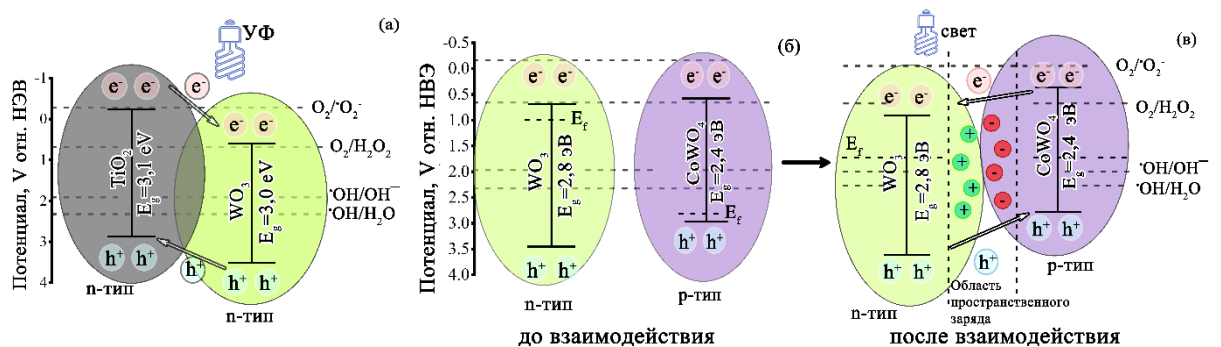 (а)
УФ
Потенциал, V отн. НЭВ
-1
0
1
2
3
4
e⁻ e⁻ e⁻
e⁻ e⁻
TiO₂
E_g=3,1 eV
WO₃
E_g=3,0 eV
h⁺ h⁺ h⁺
h⁺ h⁺
n-тип
n-тип
O₂/•O₂⁻
O₂/H₂O₂
•OH/OH⁻
•OH/H₂O
(б)
Потенциал, V отн. НВЭ
-0.5
0.0
0.5
1.0
1.5
2.0
2.5
3.0
3.5
4.0
e⁻ e⁻
E_f
WO₃
E_g=2,8 эВ
h⁺ h⁺
n-тип
e⁻ e⁻
CoWO₄
E_g=2,4 эВ
E_f
h⁺ h⁺
р-тип
до взаимодействия
(в)
свет
e⁻ e⁻
e⁻
e⁻ e⁻
O₂/•O₂⁻
O₂/H₂O₂
•OH/OH⁻
•OH/H₂O
E_f
WO₃
E_g=2,8 эВ
+
+
+
+
-
-
-
-
CoWO₄
E_g=2,4 эВ
h⁺ h⁺
h⁺
h⁺ h⁺
n-тип
р-тип
Область
пространственного
заряда
после взаимодействия